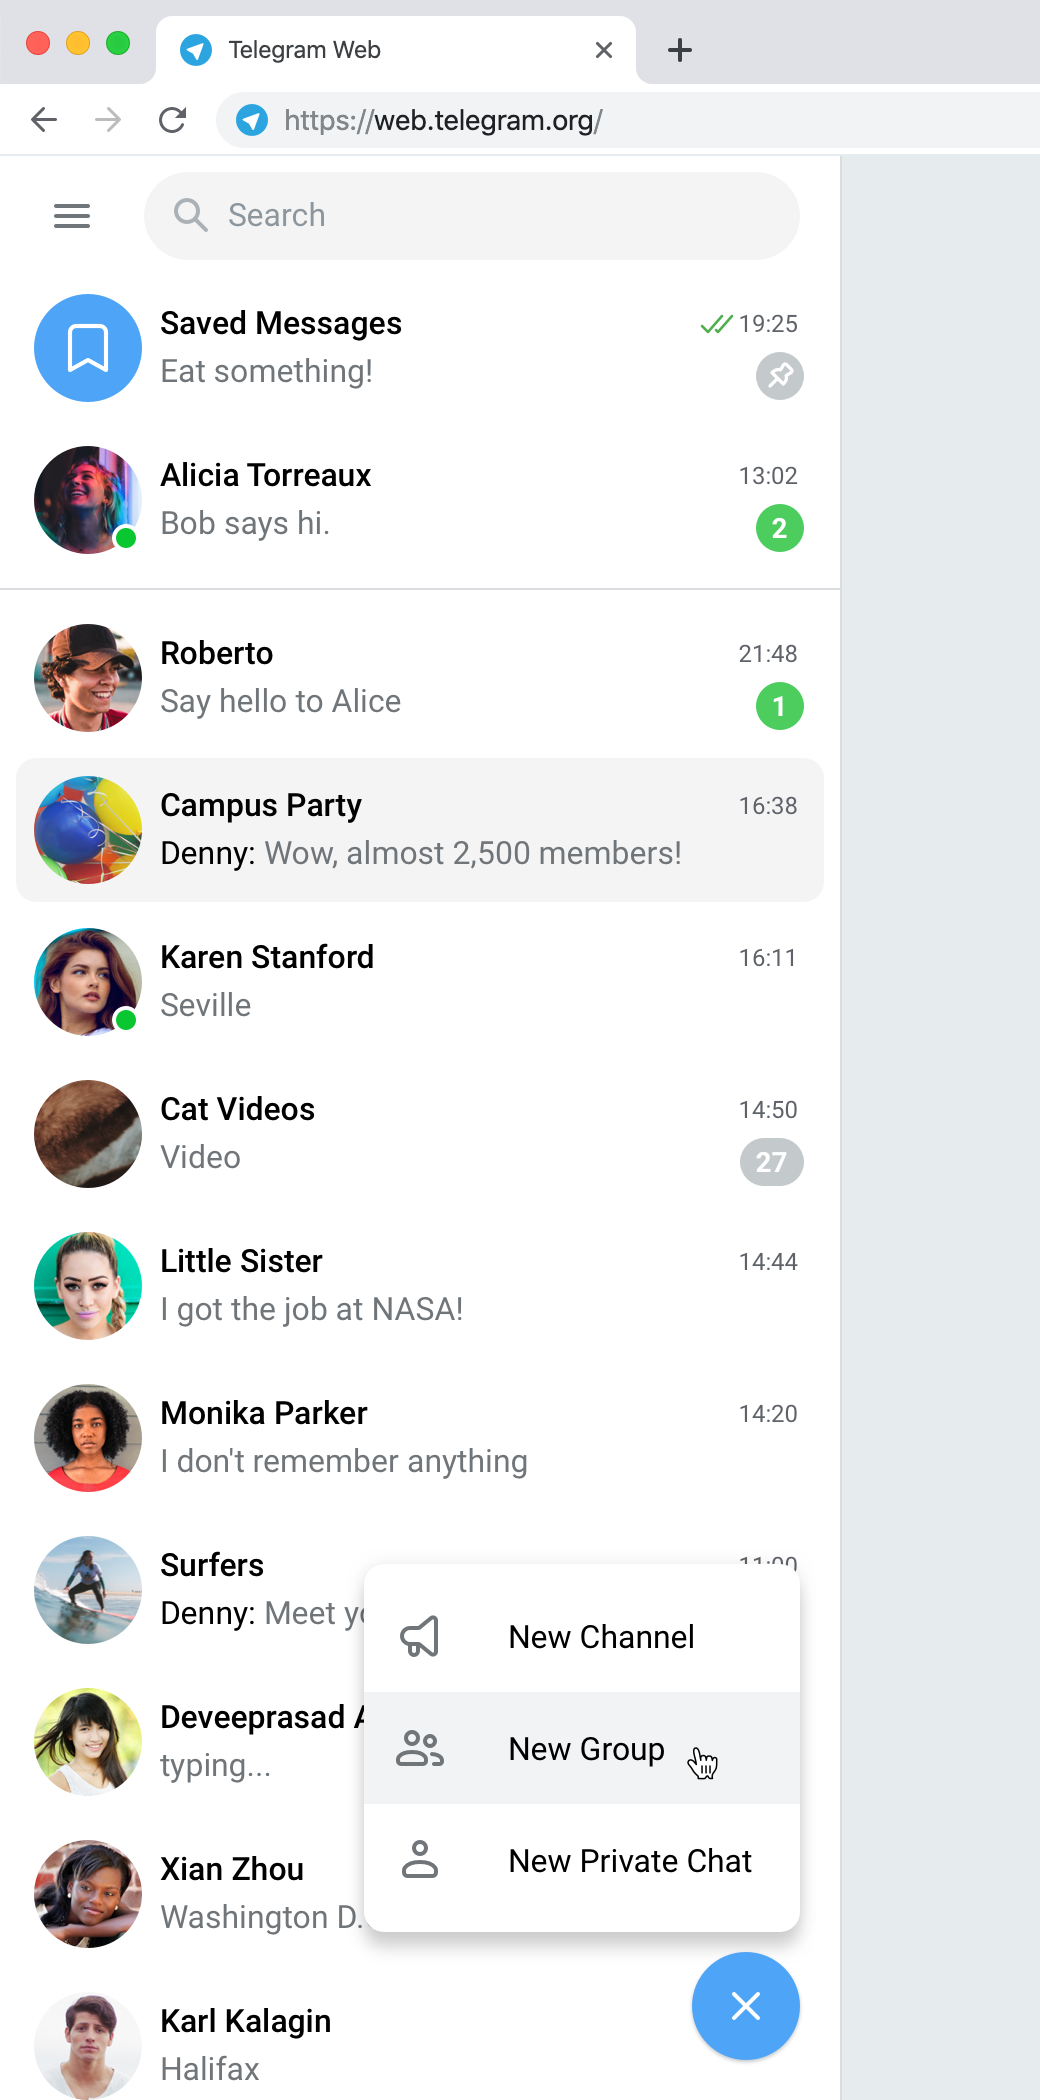 Telegram Web
https://web.telegram.org/
Search
Saved Messages 19:25
Eat something!
Alicia Torreaux 13:02
Bob says hi. 2
Roberto 21:48
Say hello to Alice 1
Campus Party 16:38
Denny: Wow, almost 2,500 members!
Karen Stanford 16:11
Seville
Cat Videos 14:50
Video 27
Little Sister 14:44
I got the job at NASA!
Monika Parker 14:20
I don't remember anything
Surfers
Denny: Meet
New Channel
Deveeprasad
New Group
typing...
Xian Zhou
New Private Chat
Washington D.
Karl Kalagin
Halifax